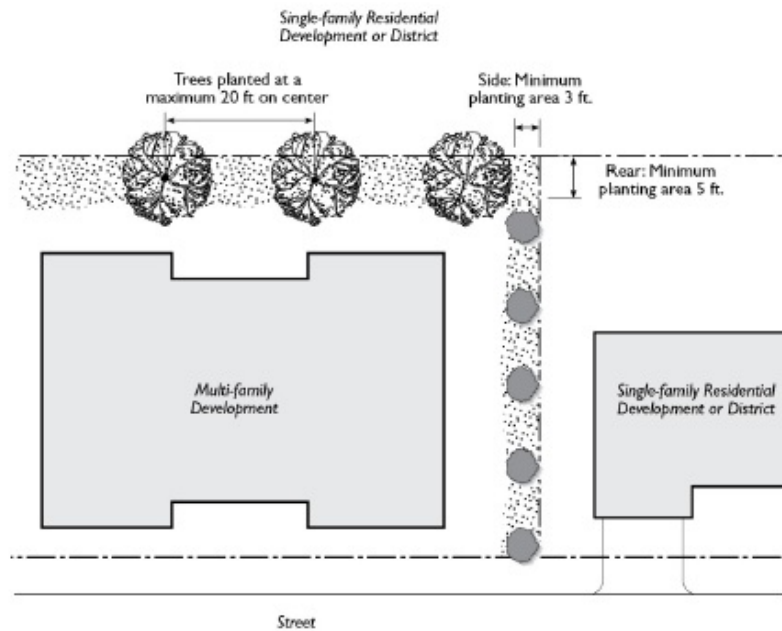 Single-family Residential
Development or District
Trees planted at a
maximum 20 ft on center
Side: Minimum
planting area 3 ft.
Rear: Minimum
planting area 5 ft.
Multi-family
Development
Single-family Residential
Development or District
Street